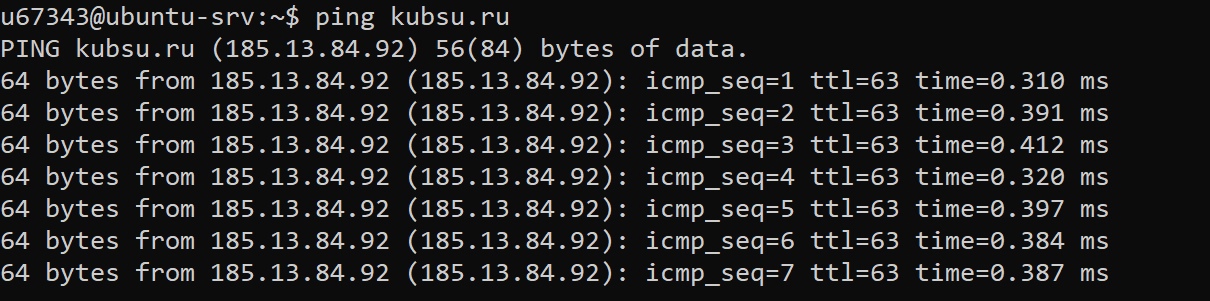 u67343@ubuntu-srv:~$ ping kubsu.ru
PING kubsu.ru (185.13.84.92) 56(84) bytes of data.
64 bytes from 185.13.84.92 (185.13.84.92): icmp_seq=1 ttl=63 time=0.310 ms
64 bytes from 185.13.84.92 (185.13.84.92): icmp_seq=2 ttl=63 time=0.391 ms
64 bytes from 185.13.84.92 (185.13.84.92): icmp_seq=3 ttl=63 time=0.412 ms
64 bytes from 185.13.84.92 (185.13.84.92): icmp_seq=4 ttl=63 time=0.320 ms
64 bytes from 185.13.84.92 (185.13.84.92): icmp_seq=5 ttl=63 time=0.397 ms
64 bytes from 185.13.84.92 (185.13.84.92): icmp_seq=6 ttl=63 time=0.384 ms
64 bytes from 185.13.84.92 (185.13.84.92): icmp_seq=7 ttl=63 time=0.387 ms